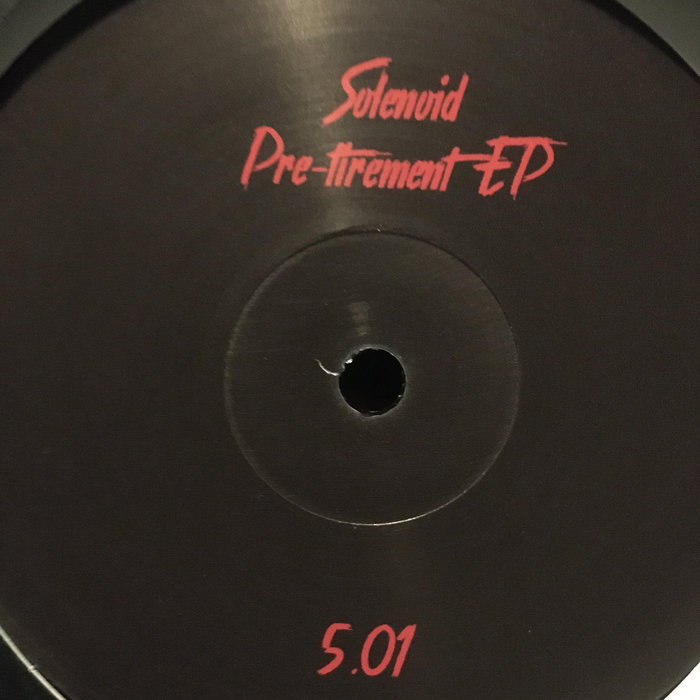 Solenoid
Pre-tirement EP
5.01